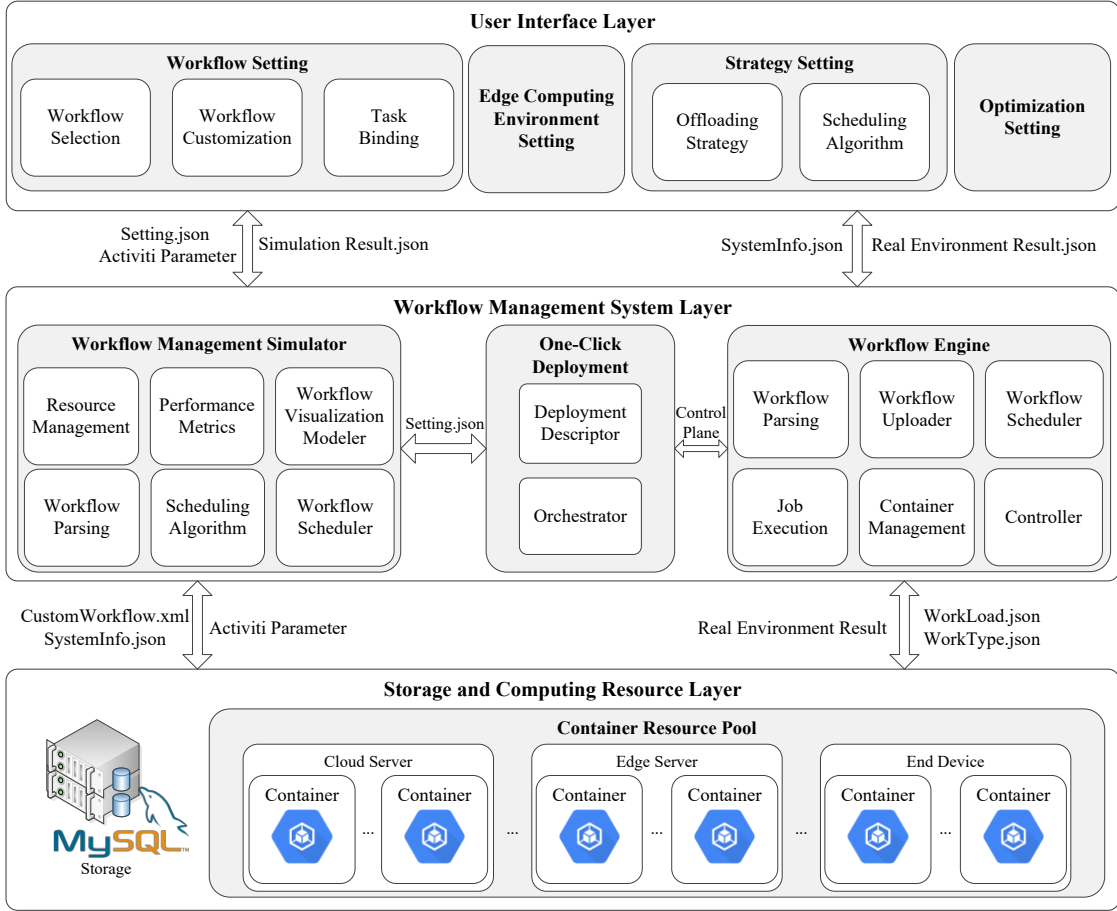 User Interface Layer
Workflow Setting
Workflow
Selection
Workflow
Customization
Task
Binding
Edge Computing
Environment
Setting
Strategy Setting
Offloading
Strategy
Scheduling
Algorithm
Optimization
Setting
Setting.json
Activiti Parameter
Simulation Result.json
SystemInfo.json
Real Environment Result.json
Workflow Management System Layer
Workflow Management Simulator
Resource
Management
Performance
Metrics
Workflow
Visualization
Modeler
Workflow
Parsing
Scheduling
Algorithm
Workflow
Scheduler
Setting.json
One-Click
Deployment
Deployment
Descriptor
Orchestrator
Control
Plane
Workflow Engine
Workflow
Parsing
Workflow
Uploader
Workflow
Scheduler
Job
Execution
Container
Management
Controller
CustomWorkflow.xml
SystemInfo.json
Activiti Parameter
Real Environment Result
WorkLoad.json
WorkType.json
Storage and Computing Resource Layer
MySQL™
Storage
Container Resource Pool
Cloud Server
Container
...
Container
...
Edge Server
Container
...
Container
...
End Device
Container
...
Container